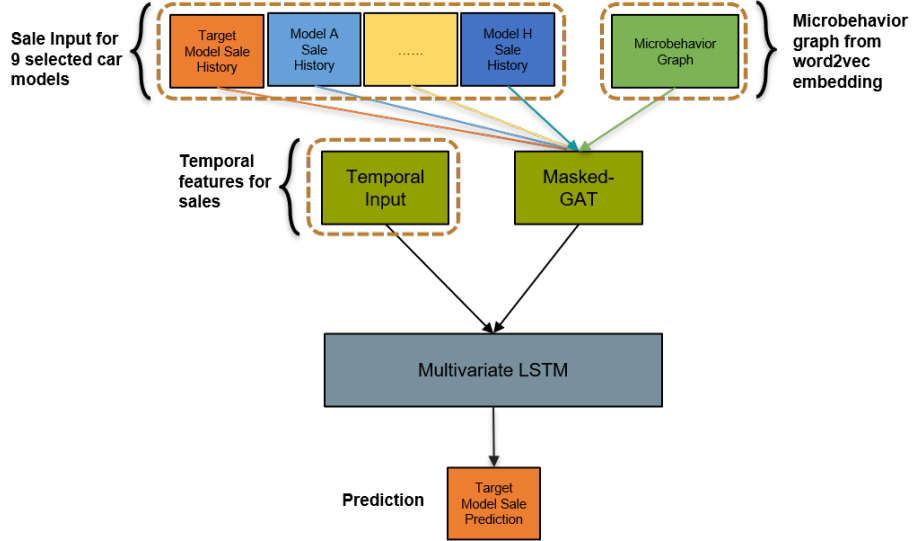 Sale Input for
9 selected car
models
Target
Model Sale
History
Model A
Sale
History
......
Model H
Sale
History
Microbehavior
Graph
Microbehavior
graph from
word2vec
embedding
Temporal
features for
sales
Temporal
Input
Masked-
GAT
Multivariate LSTM
Prediction
Target
Model Sale
Prediction